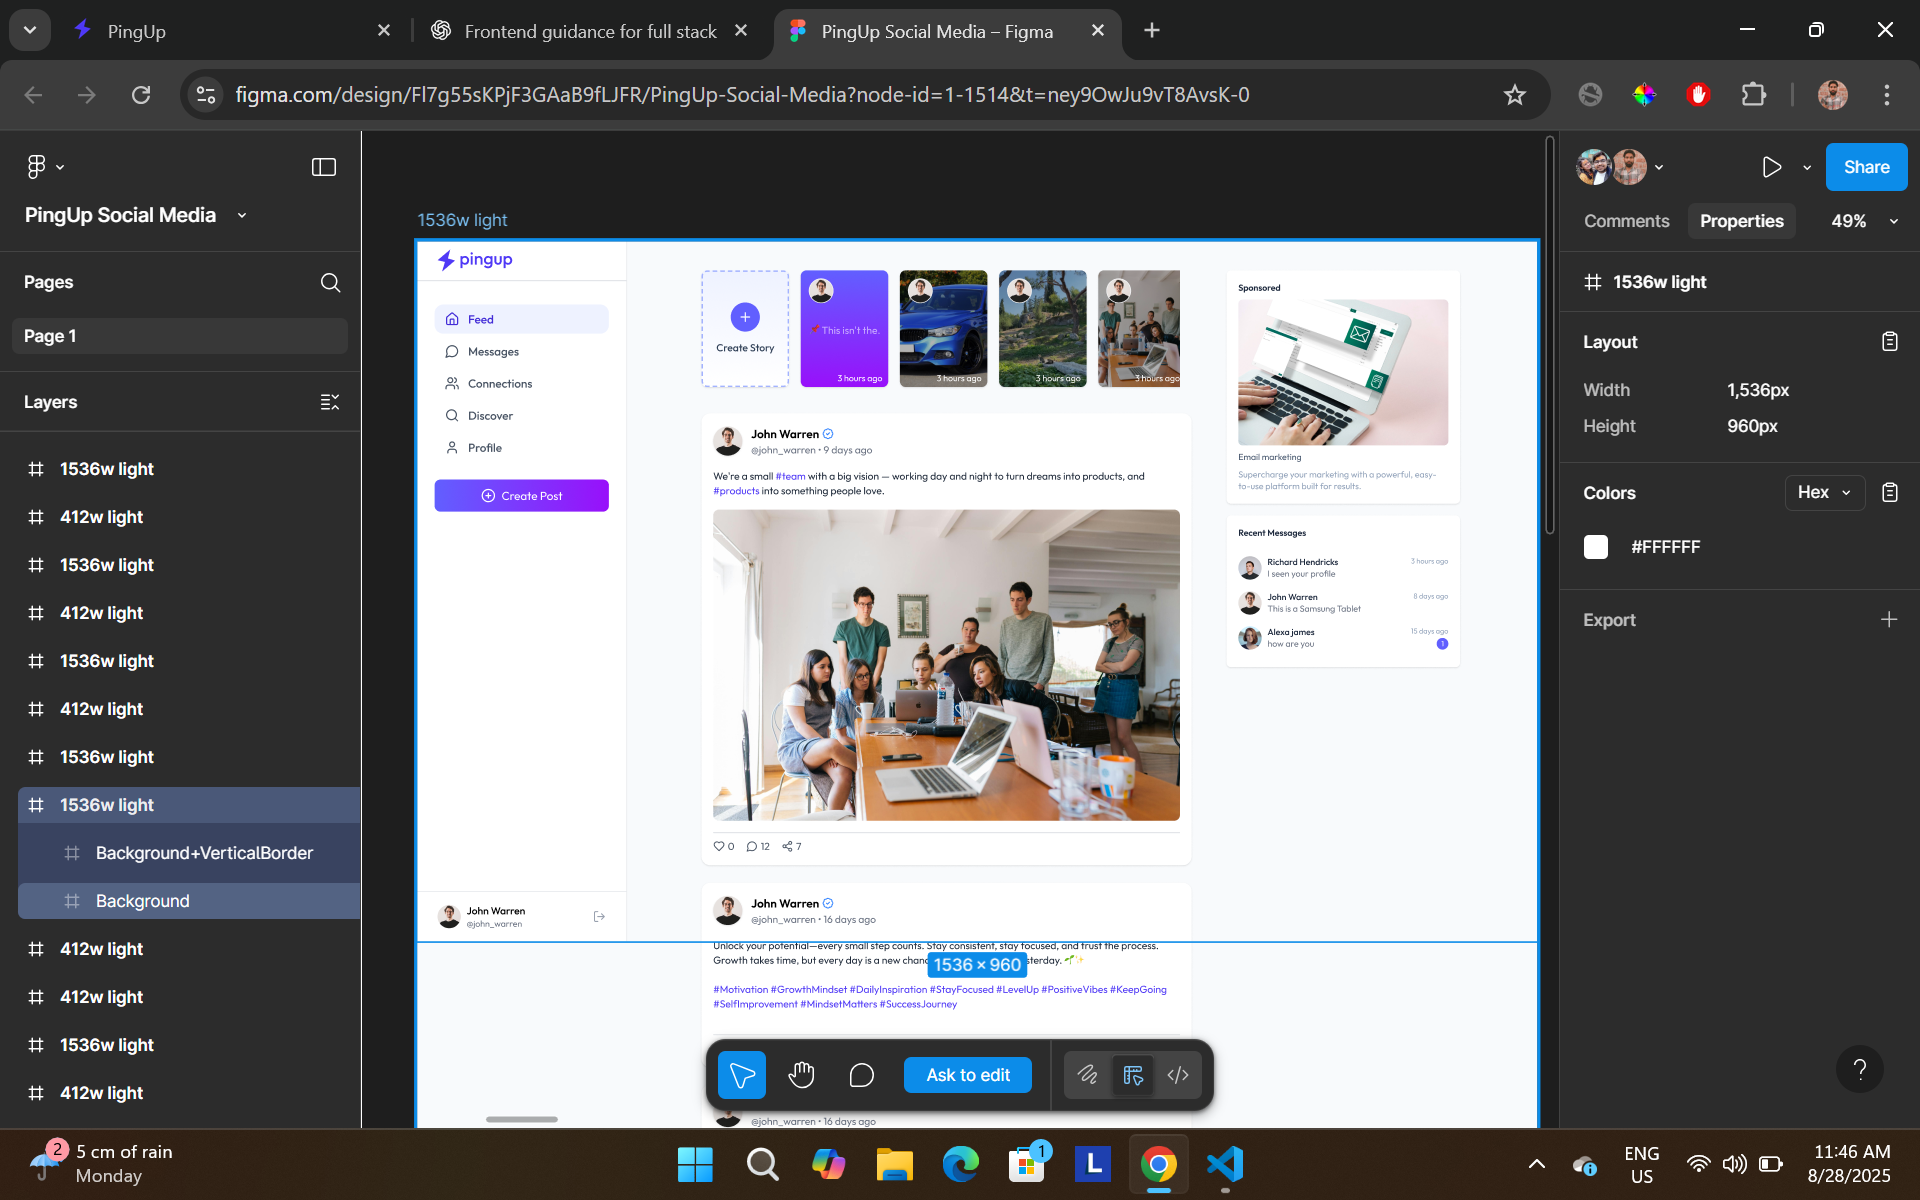 PingUp
Frontend guidance for full stack
PingUp Social Media – Figma
figma.com/design/Fl7g55sKPjF3GAaB9fLJFR/PingUp-Social-Media?node-id=1-1514&t=ney9OwJu9vT8AvsK-0
PingUp Social Media
Pages
Page 1
Layers
1536w light
412w light
1536w light
412w light
1536w light
412w light
1536w light
1536w light
Background+VerticalBorder
Background
412w light
412w light
1536w light
412w light
1536w light
pingup
Feed
Messages
Connections
Discover
Profile
Create Post
John Warren
@john_warren
Create Story
This isn't the.
3 hours ago
3 hours ago
3 hours ago
3 hours ago
John Warren
@john_warren • 9 days ago
We're a small #team with a big vision — working day and night to turn dreams into products, and
#products into something people love.
0
12
7
John Warren
@john_warren • 16 days ago
Unlock your potential—every small step counts. Stay consistent, stay focused, and trust the process.
Growth takes time, but every day is a new chanc
sterday. 🌱✨
1536 × 960
#Motivation #GrowthMindset #DailyInspiration #StayFocused #LevelUp #PositiveVibes #KeepGoing
#SelfImprovement #MindsetMatters #SuccessJourney
@john_warren • 16 days ago
Sponsored
Email marketing
Supercharge your marketing with a powerful, easy-
to-use platform built for results.
Recent Messages
Richard Hendricks
3 hours ago
I seen your profile
John Warren
8 days ago
This is a Samsung Tablet
Alexa james
15 days ago
how are you
1
Ask to edit
Share
Comments
Properties
49%
1536w light
Layout
Width
1,536px
Height
960px
Colors
Hex
#FFFFFF
Export
?
2
5 cm of rain
Monday
1
L
ENG
US
11:46 AM
8/28/2025